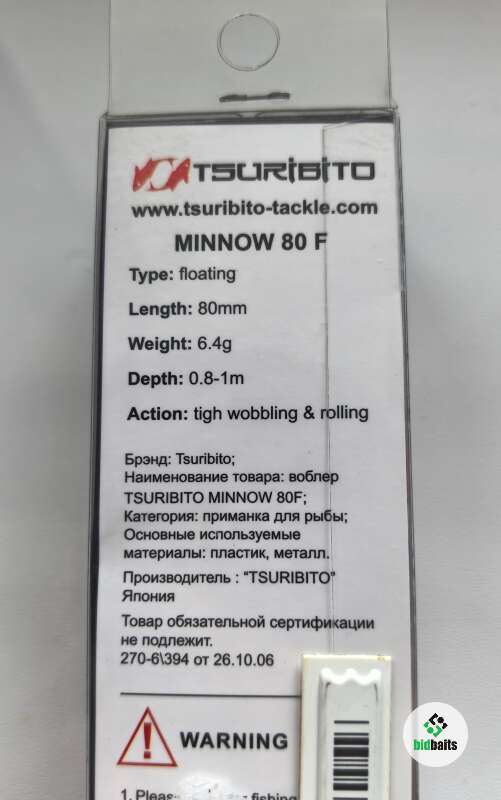 TSURIBITO
www.tsuribito-tackle.com
MINNOW 80 F
Type: floating
Length: 80mm
Weight: 6.4g
Depth: 0.8-1m
Action: tigh wobbling & rolling
Брэнд: Tsuribito;
Наименование товара: воблер
TSURIBITO MINNOW 80F;
Категория: приманка для рыбы;
Основные используемые
материалы: пластик, металл.
Производитель : "TSURIBITO"
Япония
Товар обязательной сертификации
не подлежит.
270-6\394 от 26.10.06
WARNING
1. fishing
bidbaits